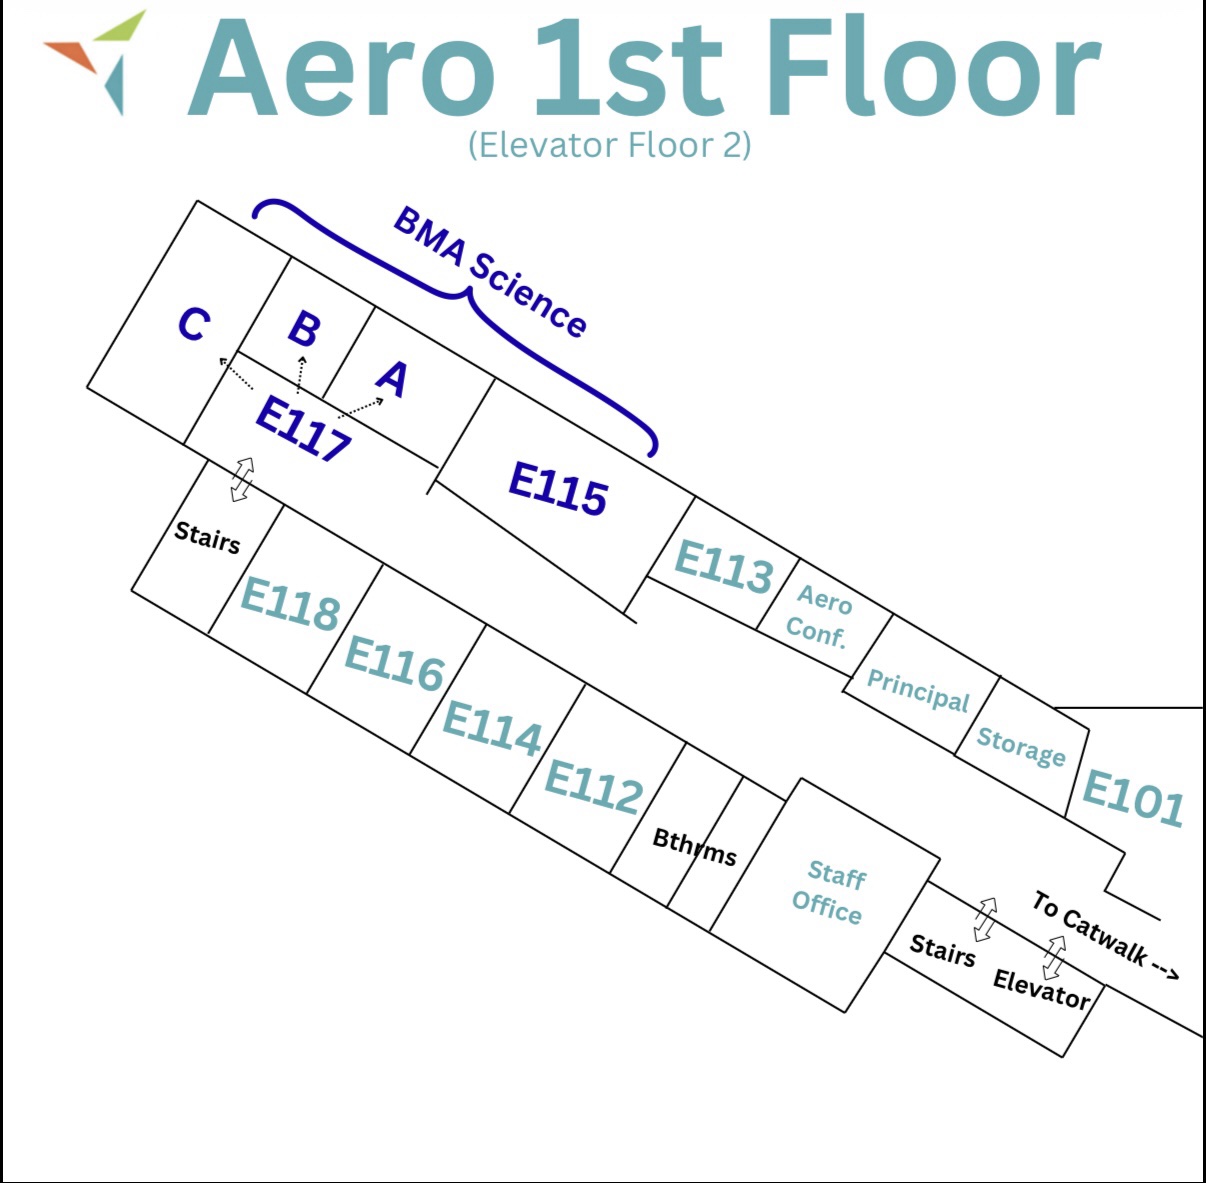 Aero 1st Floor
(Elevator Floor 2)
BMA Science
C
B
A
E117
E115
Stairs
E118
E116
E114
E112
E113
Aero
Conf.
Principal
Storage
E101
Bthrms
Staff
Office
To Catwalk -->
Stairs
Elevator